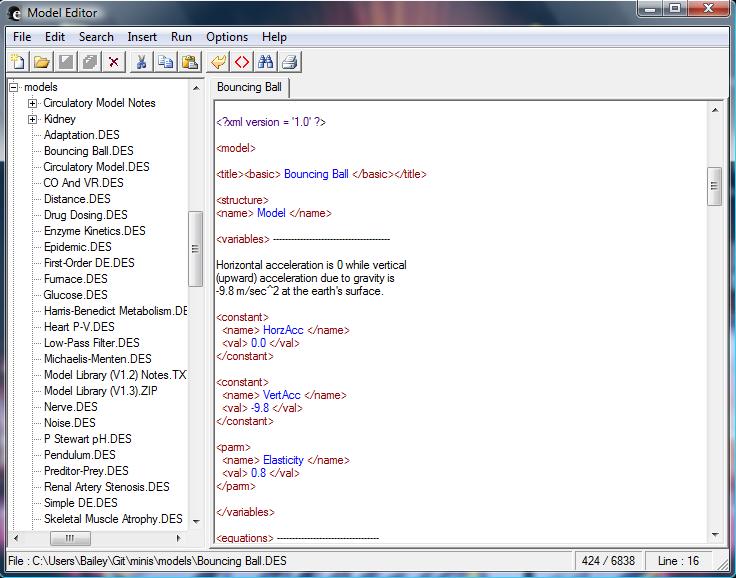 Model Editor
File Edit Search Insert Run Options Help
models
Circulatory Model Notes
Kidney
Adaptation.DES
Bouncing Ball.DES
Circulatory Model.DES
CO And VR.DES
Distance.DES
Drug Dosing.DES
Enzyme Kinetics.DES
Epidemic.DES
First-Order DE.DES
Furnace.DES
Glucose.DES
Harris-Benedict Metabolism.DE
Heart P-V.DES
Low-Pass Filter.DES
Michaelis-Menten.DES
Model Library (V1.2) Notes.TX
Model Library (V1.3).ZIP
Nerve.DES
Noise.DES
P Stewart pH.DES
Pendulum.DES
Preditor-Prey.DES
Renal Artery Stenosis.DES
Simple DE.DES
Skeletal Muscle Atrophy.DES
Bouncing Ball
<?xml version = '1.0' ?>
<model>
<title><basic> Bouncing Ball </basic></title>
<structure>
<name> Model </name>
<variables> ---------------------------------------
Horizontal acceleration is 0 while vertical
(upward) acceleration due to gravity is
-9.8 m/sec^2 at the earth's surface.
<constant>
<name> HorzAcc </name>
<val> 0.0 </val>
</constant>
<constant>
<name> VertAcc </name>
<val> -9.8 </val>
</constant>
<parm>
<name> Elasticity </name>
<val> 0.8 </val>
</parm>
</variables>
<equations> ----------------------------------
File : C:\Users\Bailey\Git\minis\models\Bouncing Ball.DES
424 / 6838
Line : 16